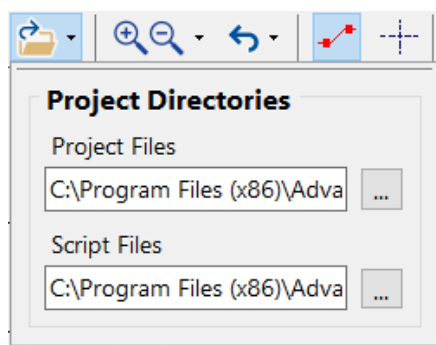 Project Directories
Project Files
C:\Program Files (x86)\Adva
...
Script Files
C:\Program Files (x86)\Adva
...